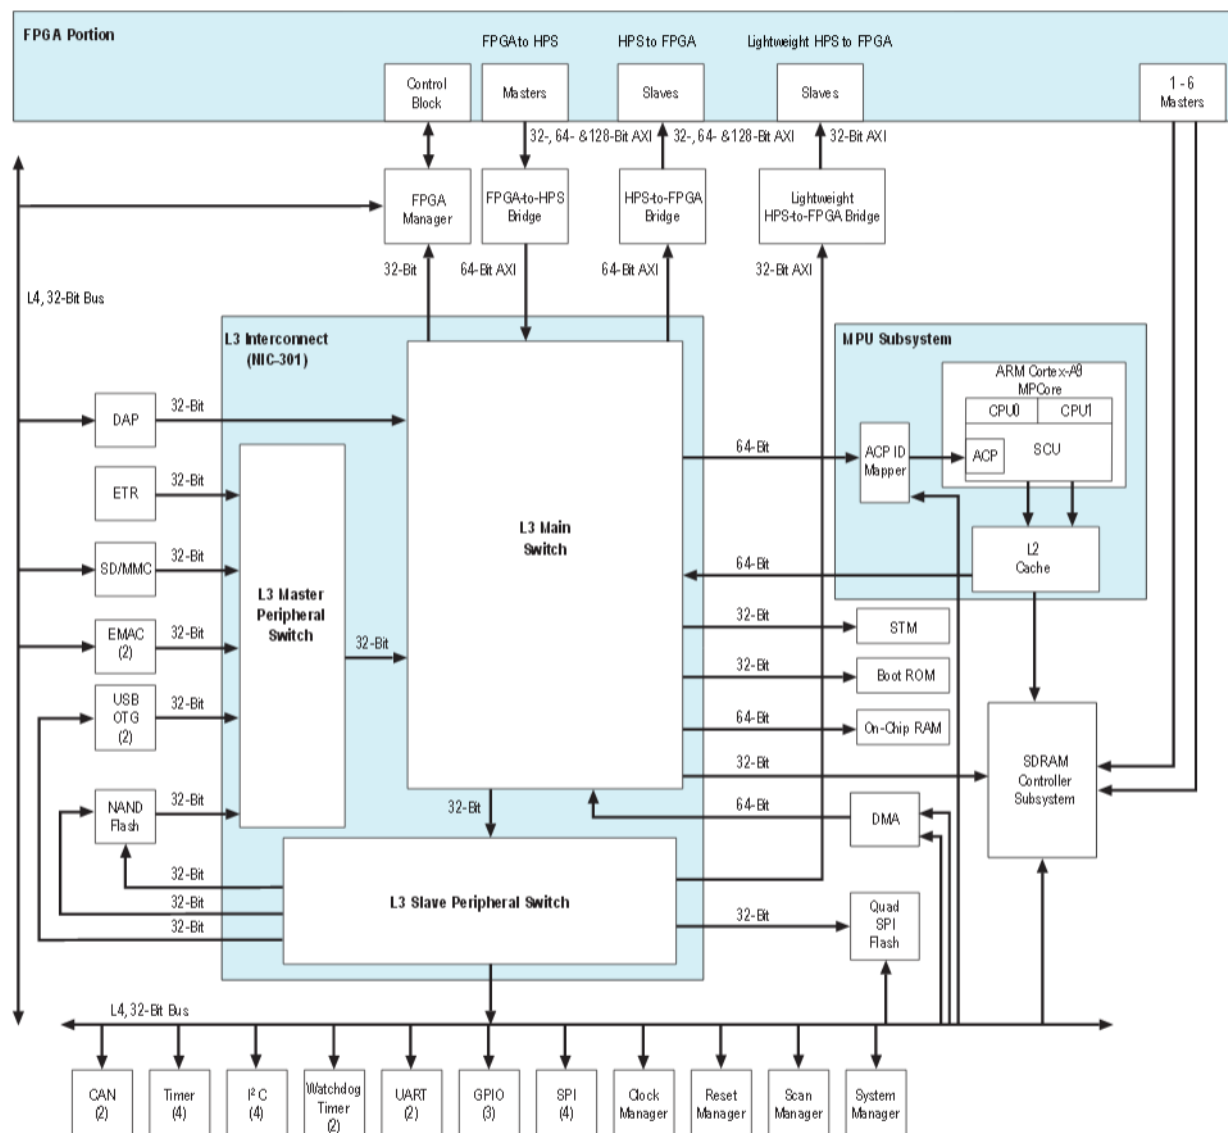 FPGA Portion
FPGA to HPS
HPS to FPGA
Lightweight HPS to FPGA
Control
Block
Masters
Slaves
Slaves
1 - 6
Masters
32-, 64- &128-Bit AXI
32-, 64- &128-Bit AXI
32-Bit AXI
FPGA
Manager
FPGA-to-HPS
Bridge
HPS-to-FPGA
Bridge
Lightweight
HPS-to-FPGA Bridge
32-Bit
64-Bit AXI
64-Bit AXI
32-Bit AXI
L4, 32-Bit Bus
L3 Interconnect
(NIC-301)
MPU Subsystem
ARM Cortex-A9
MPCore
CPU0
CPU1
ACP
SCU
ACP ID
Mapper
L2
Cache
DAP
32-Bit
ETR
32-Bit
SD/MMC
32-Bit
EMAC
(2)
32-Bit
USB
OTG
(2)
32-Bit
NAND
Flash
32-Bit
L3 Master
Peripheral
Switch
32-Bit
L3 Main
Switch
64-Bit
64-Bit
32-Bit
STM
32-Bit
Boot ROM
64-Bit
On-Chip RAM
32-Bit
SDRAM
Controller
Subsystem
64-Bit
DMA
32-Bit
32-Bit
32-Bit
32-Bit
L3 Slave Peripheral Switch
32-Bit
Quad
SPI
Flash
L4, 32-Bit Bus
CAN
(2)
Timer
(4)
I²C
(4)
Watchdog
Timer
(2)
UART
(2)
GPIO
(3)
SPI
(4)
Clock
Manager
Reset
Manager
Scan
Manager
System
Manager